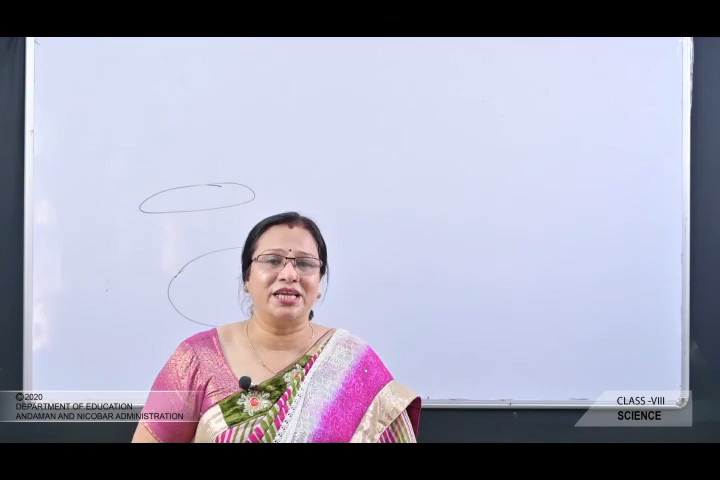 ©2020
DEPARTMENT OF EDUCATION
ANDAMAN AND NICOBAR ADMINISTRATION
CLASS -VIII
SCIENCE